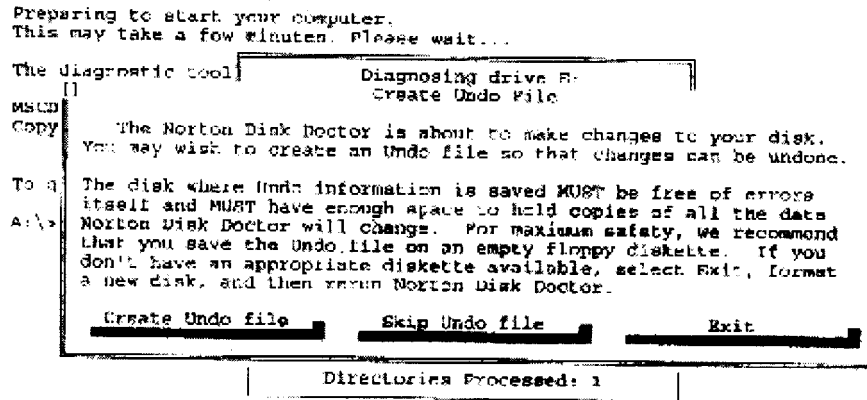 Preparing to start your computer.
This may take a few minutes. Please wait...
The diagnostic tool
Diagnosing drive
Create Undo File
[]
MSCD
Copy
The Norton Disk Doctor is about to make changes to your disk.
You may wish to create an Undo file so that changes can be undone.
To
The disk where Undo information is saved MUST be free of errors
itself and MUST have enough space to hold copies of all the data
A:\>
Norton Disk Doctor will change. For maximum safety, we recommend
that you save the Undo file on an empty floppy diskette. If you
don't have an appropriate diskette available, select Exit, format
a new disk, and then rerun Norton Disk Doctor.
Create Undo file
Skip Undo file
Exit
Directories Processed: 1